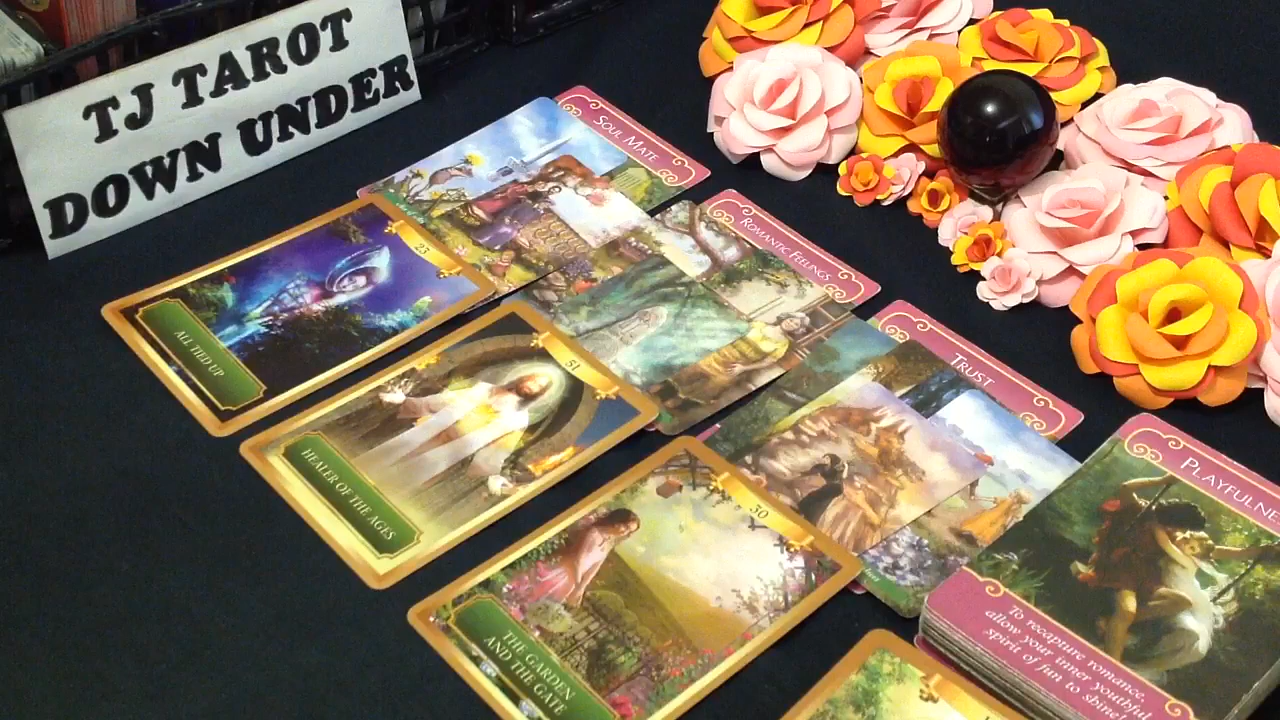 TJ TAROT
DOWN UNDER
SOUL MATE
ROMANTIC FEELINGS
TRUST
PLAYFULNE
To recapture romance,
allow your inner youthful
spirit of fun to shine!
23
ALL TIED UP
51
HEALER OF THE AGES
30
THE GARDEN
AND THE GATE